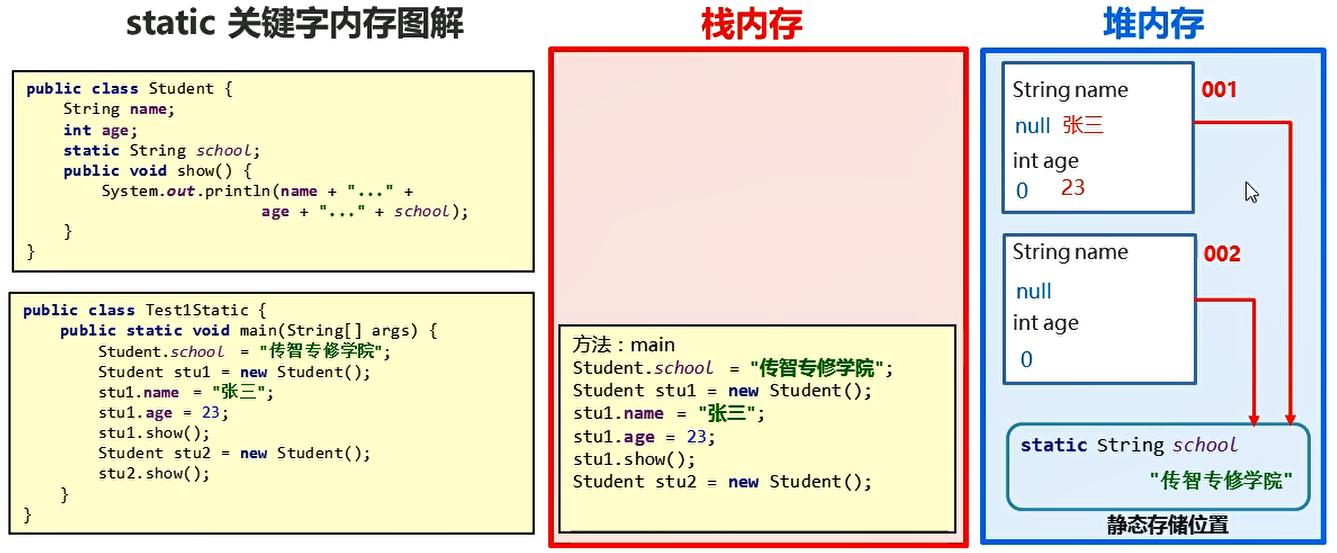 static 关键字内存图解
public class Student {
String name;
int age;
static String school;
public void show() {
System.out.println(name + "..." +
age + "..." + school);
}
}
public class Test1Static {
public static void main(String[] args) {
Student.school = "传智专修学院";
Student stu1 = new Student();
stu1.name = "张三";
stu1.age = 23;
stu1.show();
Student stu2 = new Student();
stu2.show();
}
}
栈内存
方法：main
Student.school = "传智专修学院";
Student stu1 = new Student();
stu1.name = "张三";
stu1.age = 23;
stu1.show();
Student stu2 = new Student();
堆内存
String name
001
null 张三
int age
0 23
String name
002
null
int age
0
static String school
"传智专修学院"
静态存储位置